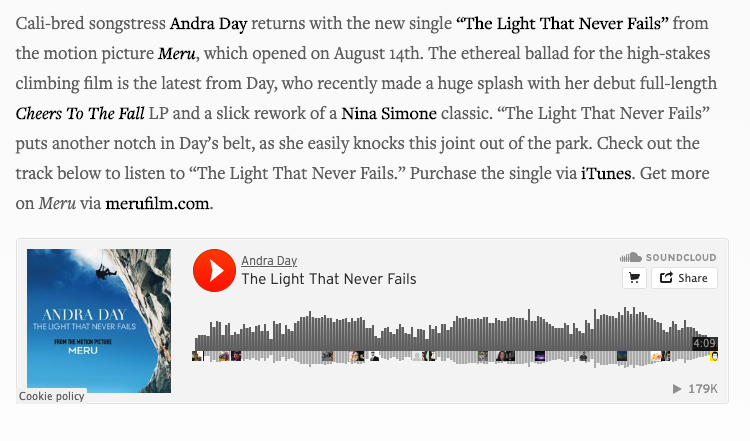 Cali-bred songstress Andra Day returns with the new single “The Light That Never Fails” from
the motion picture Meru, which opened on August 14th. The ethereal ballad for the high-stakes
climbing film is the latest from Day, who recently made a huge splash with her debut full-length
Cheers To The Fall LP and a slick rework of a Nina Simone classic. “The Light That Never Fails”
puts another notch in Day’s belt, as she easily knocks this joint out of the park. Check out the
track below to listen to “The Light That Never Fails.” Purchase the single via iTunes. Get more
on Meru via merufilm.com.
Andra Day
The Light That Never Fails
SOUNDCLOUD
Share
ANDRA DAY
THE LIGHT THAT NEVER FAILS
FROM THE MOTION PICTURE
MERU
4:09
179K
Cookie policy